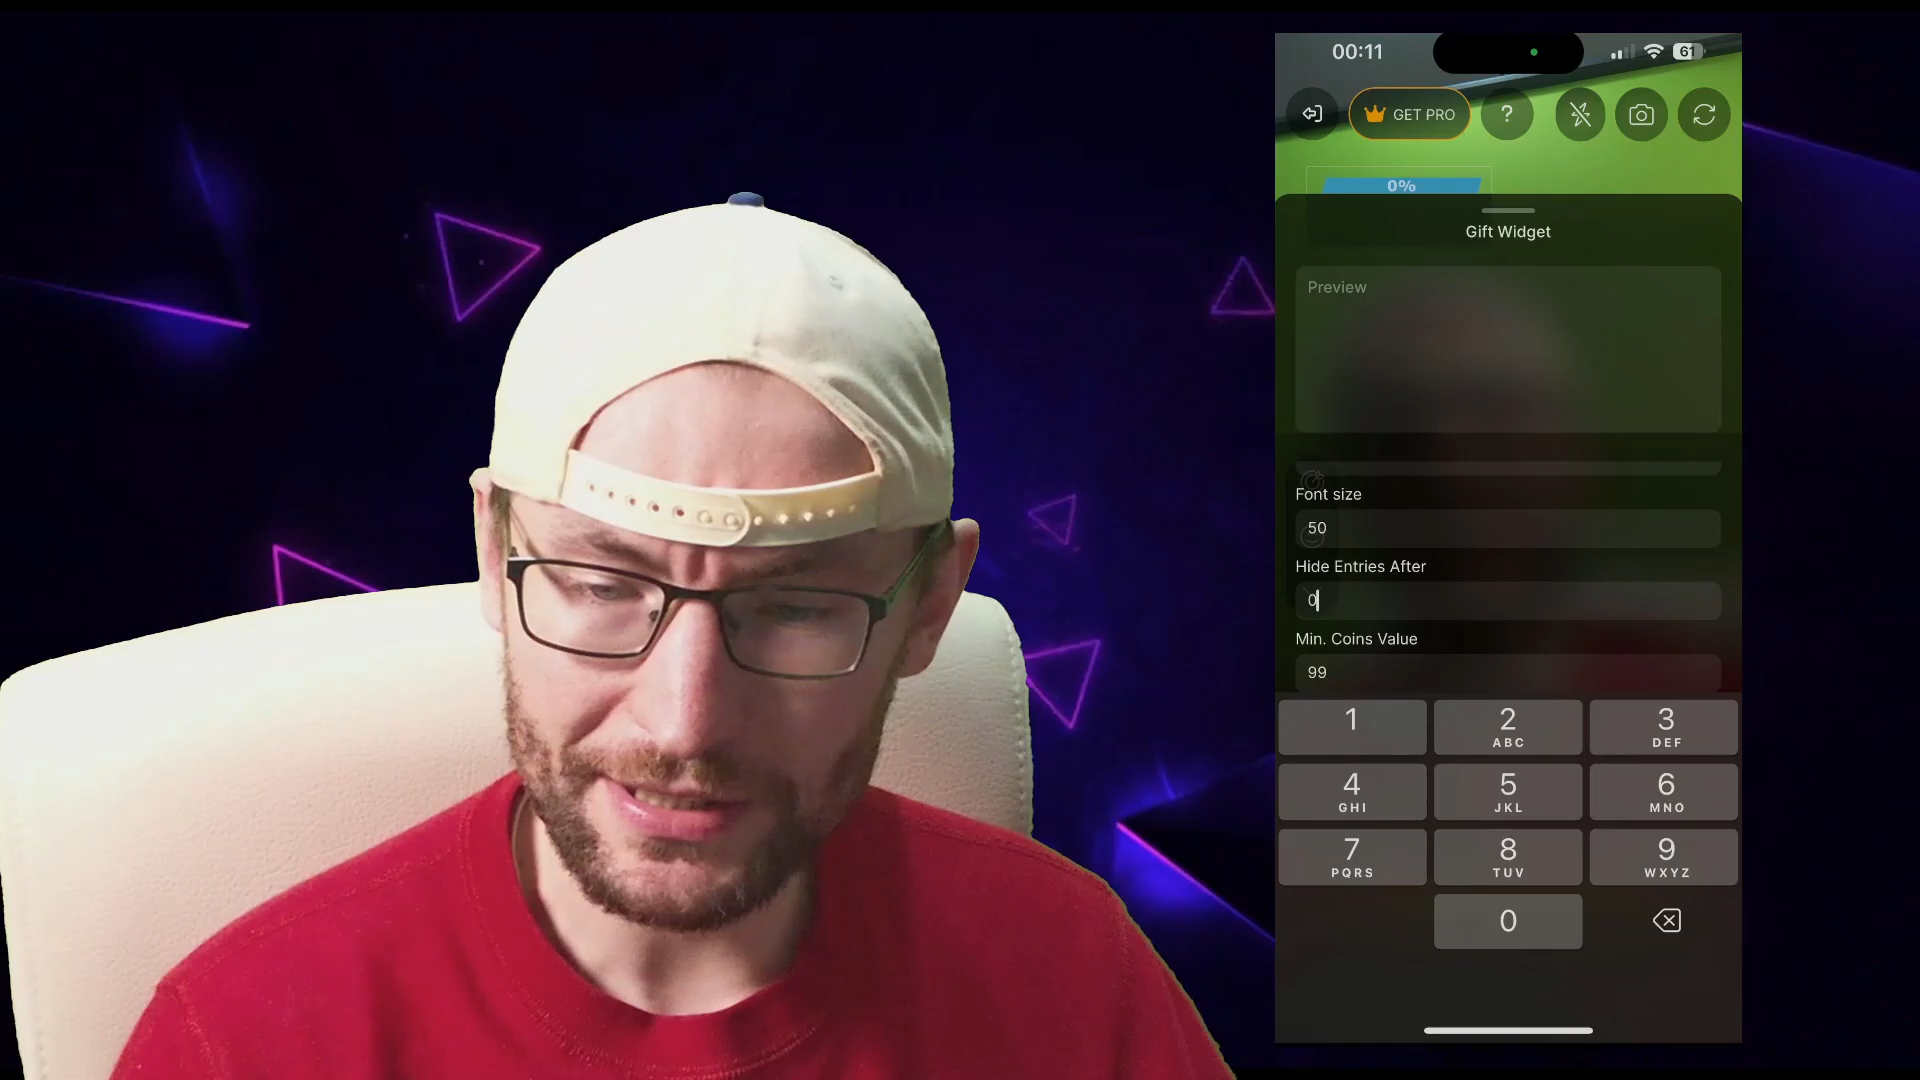 00:11
61
GET PRO
?
0%
Gift Widget
Preview
Font size
50
Hide Entries After
0
Min. Coins Value
99
1
2
ABC
3
DEF
4
GHI
5
JKL
6
MNO
7
PQRS
8
TUV
9
WXYZ
0